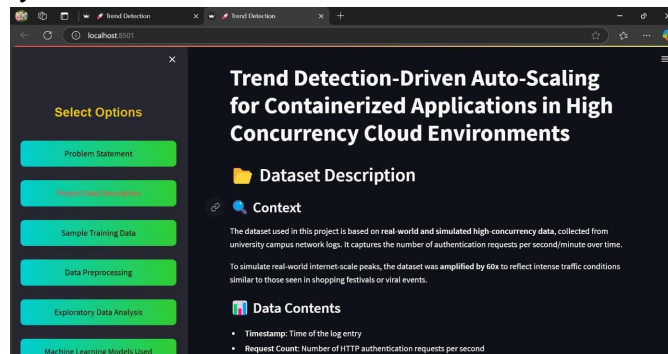 Trend Detection
Trend Detection
localhost:8501
Select Options
Problem Statement
Project Data Description
Sample Training Data
Data Preprocessing
Exploratory Data Analysis
Machine Learning Models Used
Trend Detection-Driven Auto-Scaling
for Containerized Applications in High
Concurrency Cloud Environments
Dataset Description
Context
The dataset used in this project is based on real-world and simulated high-concurrency data, collected from
university campus network logs. It captures the number of authentication requests per second/minute over time.
To simulate real-world internet-scale peaks, the dataset was amplified by 60x to reflect intense traffic conditions
similar to those seen in shopping festivals or viral events.
Data Contents
• Timestamp: Time of the log entry
• Request Count: Number of HTTP authentication requests per second